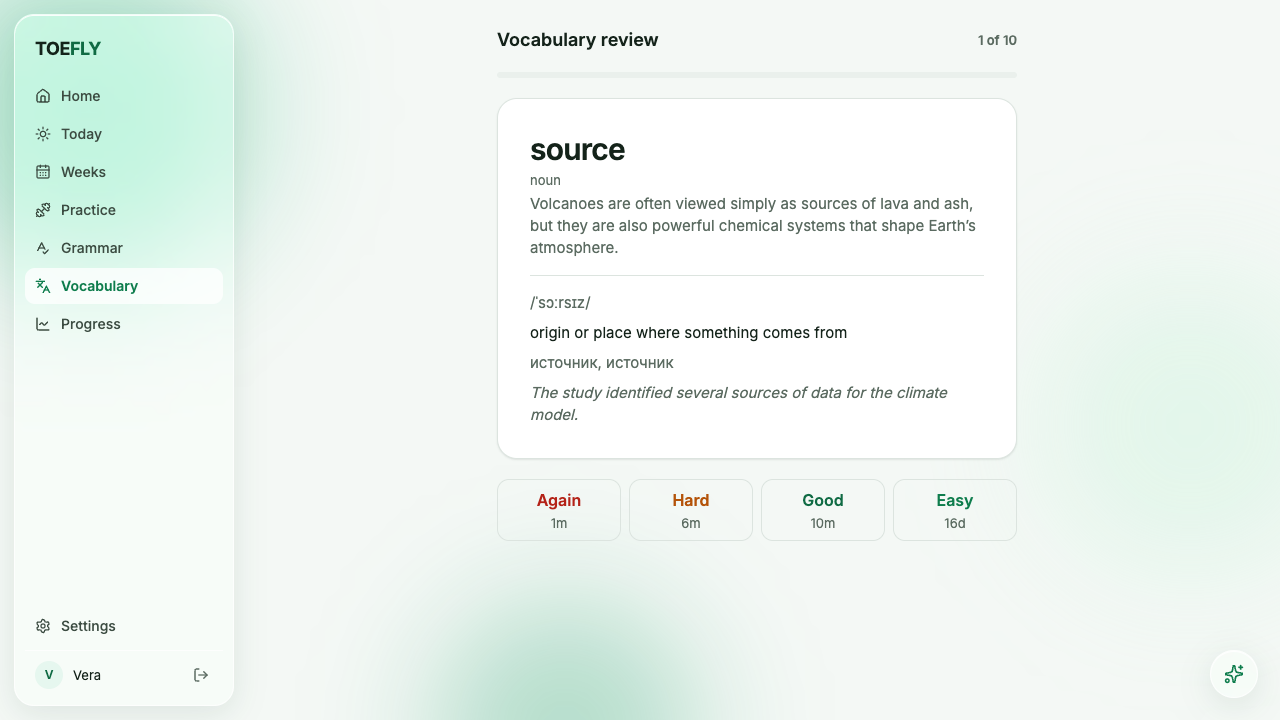 TOEFLY
Home
Today
Weeks
Practice
Grammar
Vocabulary
Progress
Settings
V
Vera
Vocabulary review
1 of 10
source
noun
Volcanoes are often viewed simply as sources of lava and ash,
but they are also powerful chemical systems that shape Earth’s
atmosphere.
/ˈsɔːrsɪz/
origin or place where something comes from
источник, источник
The study identified several sources of data for the climate
model.
Again
1m
Hard
6m
Good
10m
Easy
16d